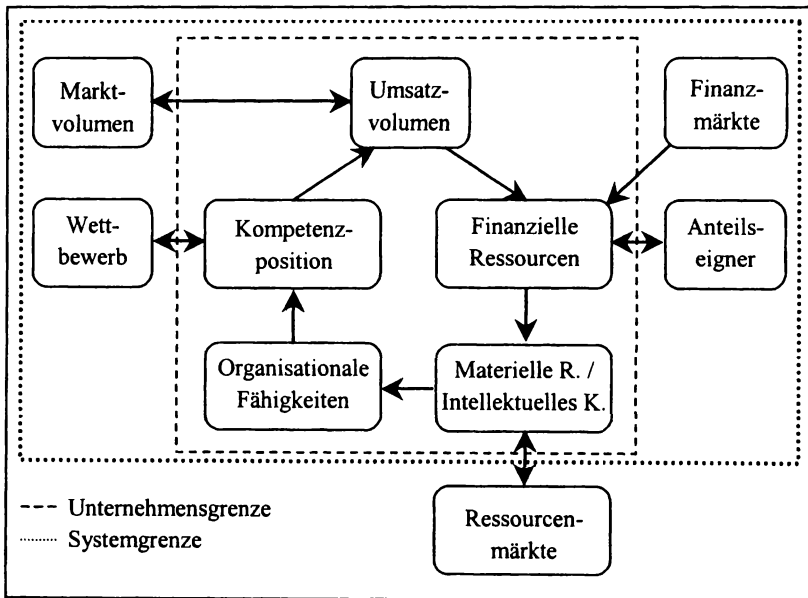 Markt-
volumen
Umsatz-
volumen
Finanz-
märkte
Wett-
bewerb
Kompetenz-
position
Finanzielle
Ressourcen
Anteils-
eigner
Organisationale
Fähigkeiten
Materielle R. /
Intellektuelles K.
Unternehmensgrenze
Systemgrenze
Ressourcen-
märkte